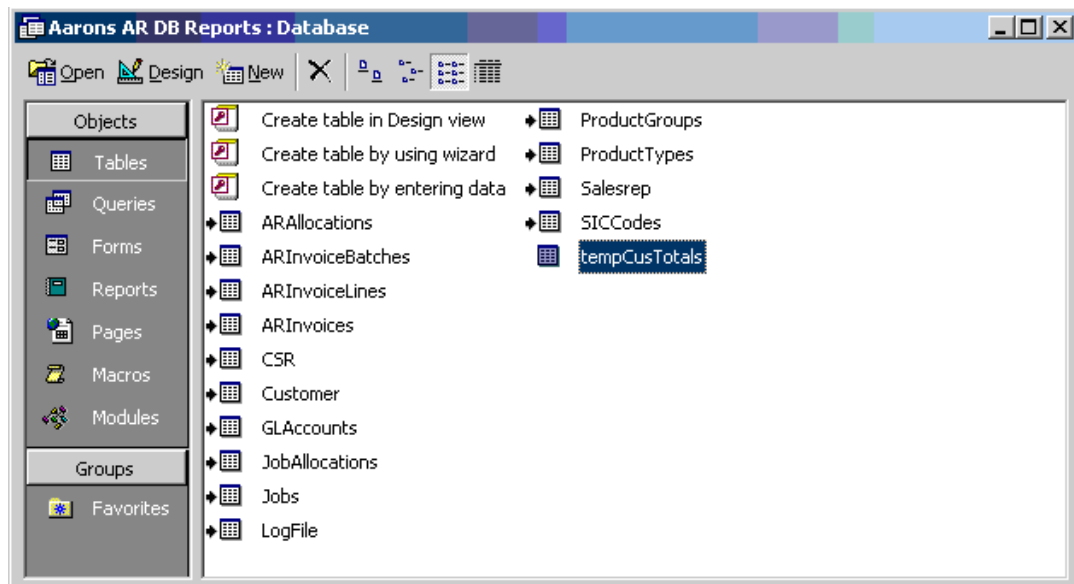 Aarons AR DB Reports : Database
Open Design New
Objects
Tables
Queries
Forms
Reports
Pages
Macros
Modules
Groups
Favorites
Create table in Design view
Create table by using wizard
Create table by entering data
ARAllocations
ARInvoiceBatches
ARInvoiceLines
ARInvoices
CSR
Customer
GLAccounts
JobAllocations
Jobs
LogFile
ProductGroups
ProductTypes
Salesrep
SICCodes
tempCusTotals